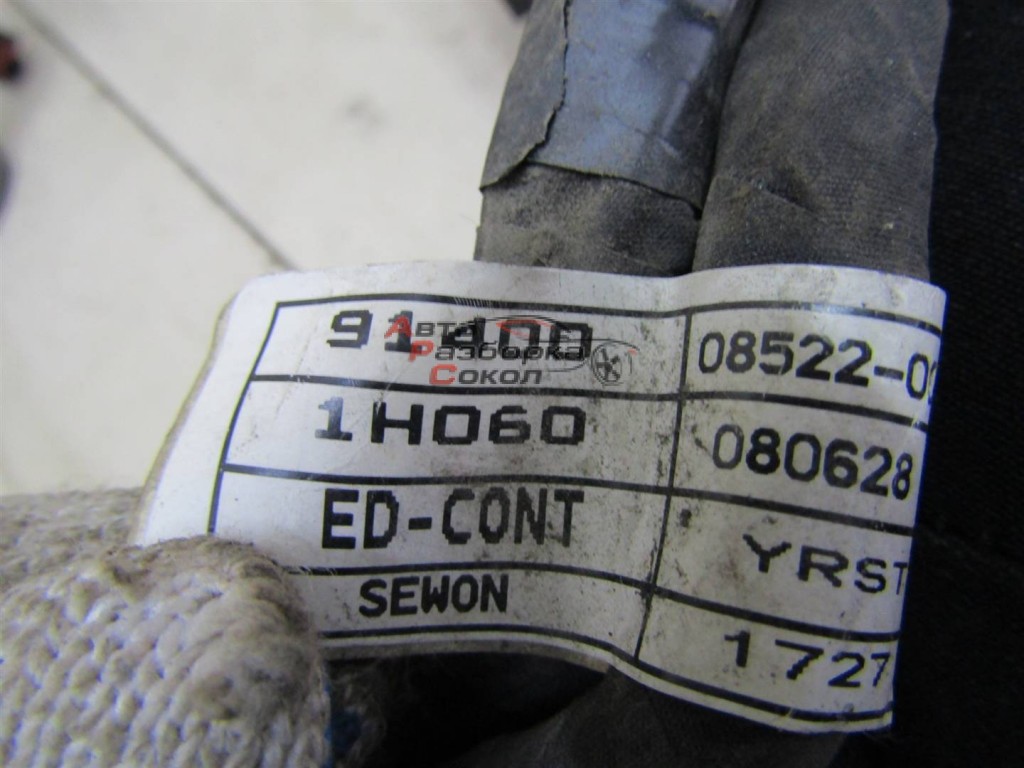 91400
08522-0
Авто
Разборка
Сокол
1H060
080628
ED-CONT
YRST
SEWON
1727